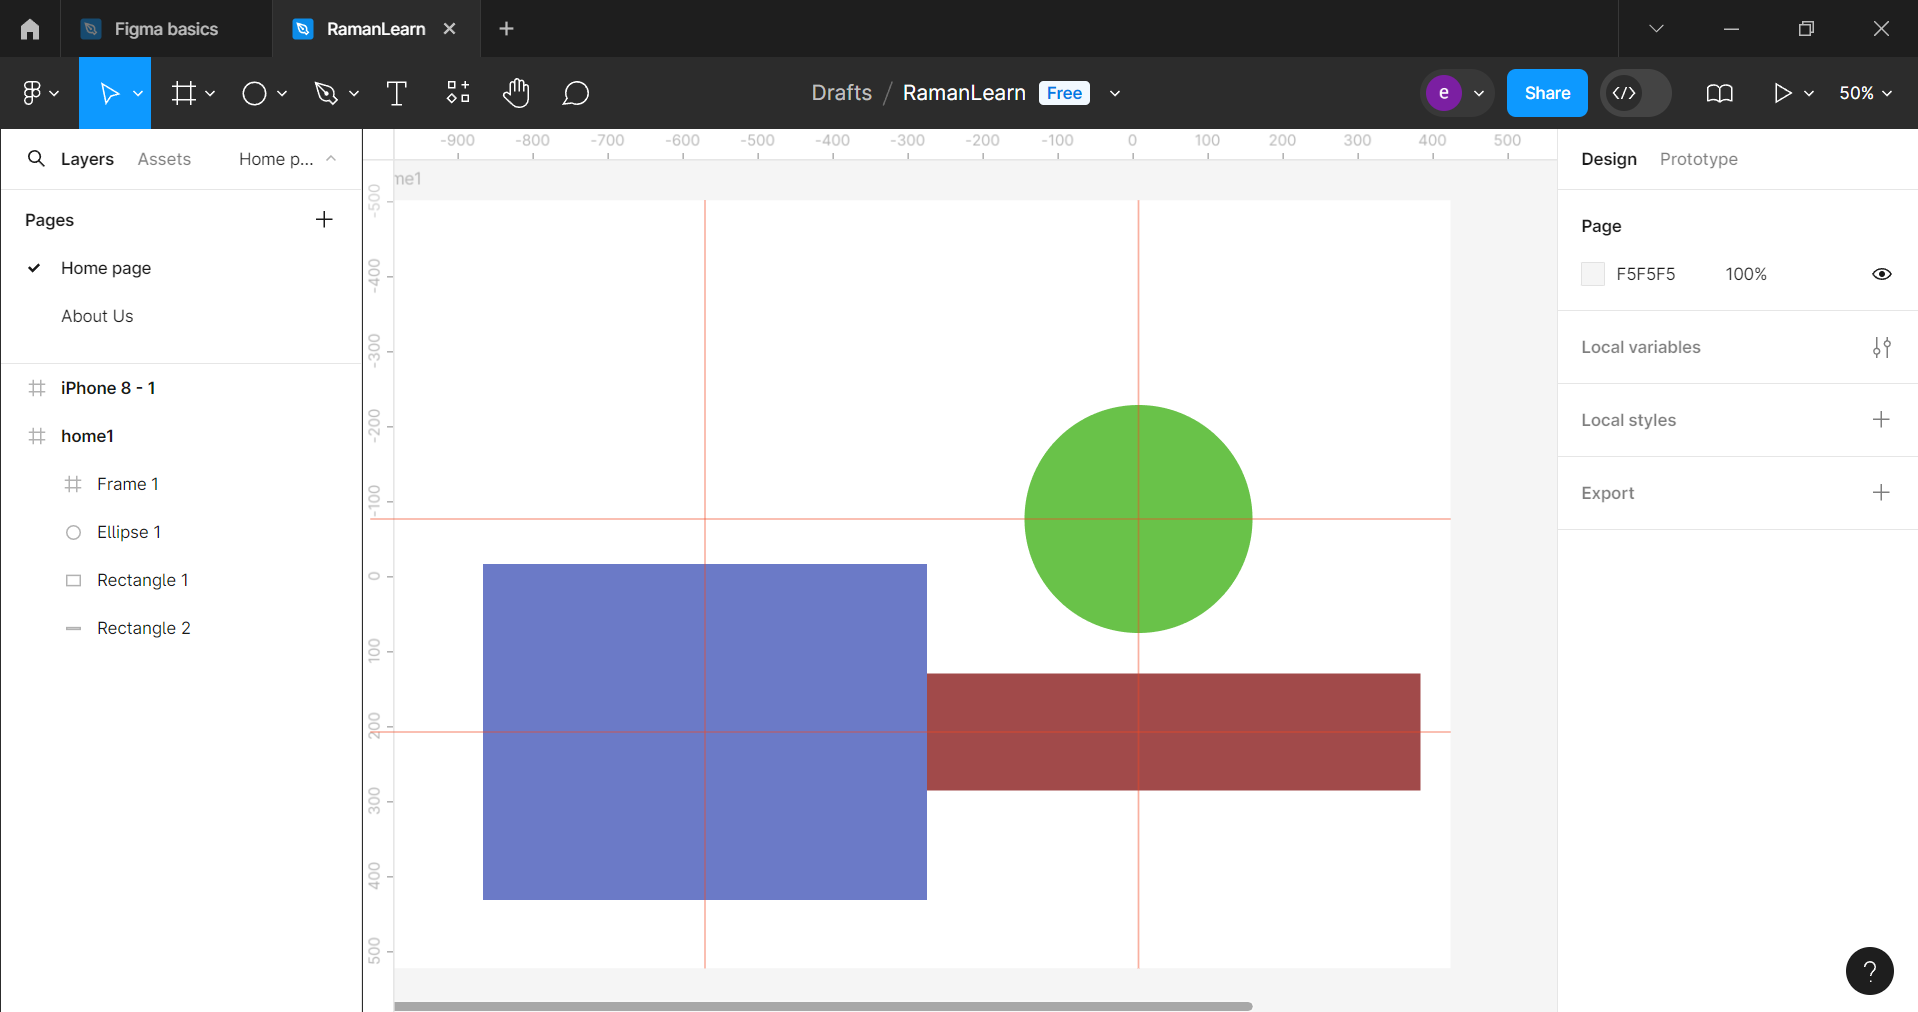 Figma basics
RamanLearn
Drafts / RamanLearn Free
e
Share
50%
Layers Assets Home p...
Pages
Home page
About Us
iPhone 8 - 1
home1
Frame 1
Ellipse 1
Rectangle 1
Rectangle 2
-900 -800 -700 -600 -500 -400 -300 -200 -100 0 100 200 300 400 500
me1
-500
-400
-300
-200
-100
0
100
200
300
400
500
Design Prototype
Page
F5F5F5 100%
Local variables
Local styles
Export
?